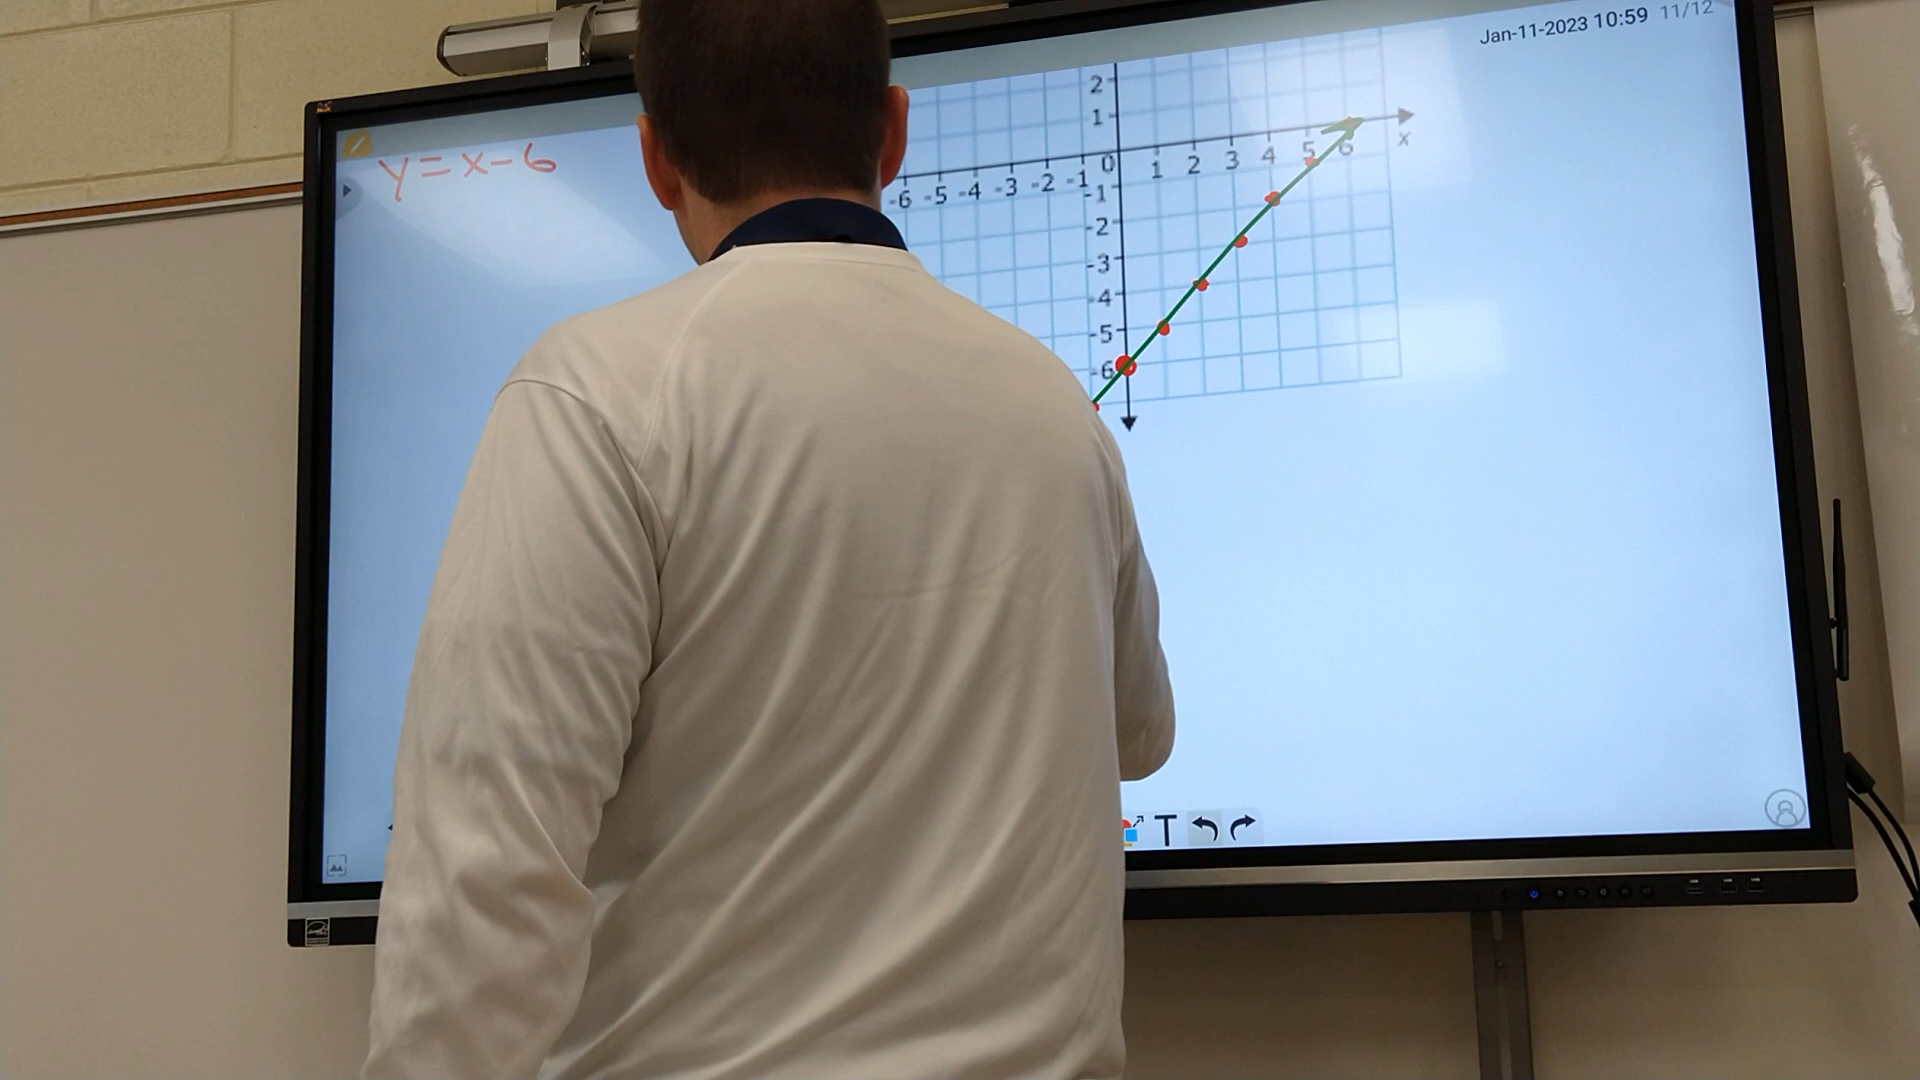 Jan-11-2023 10:59 11/12
y = x - 6
2
1
0 1 2 3 4 5 6 x
-6 -5 -4 -3 -2 -1
-1
-2
-3
-4
-5
-6
T